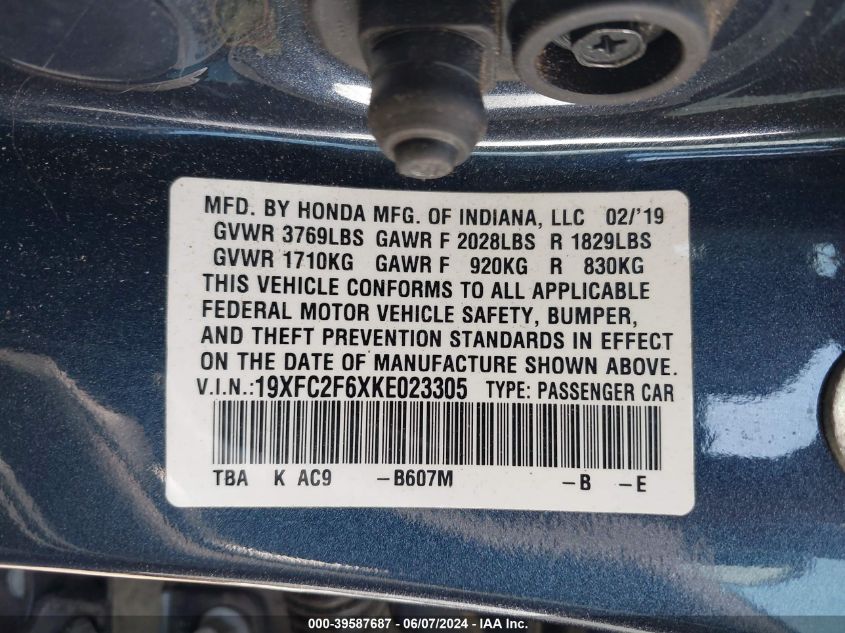 MFD. BY HONDA MFG. OF INDIANA, LLC 02/'19
GVWR 3769LBS GAWR F 2028LBS R 1829LBS
GVWR 1710KG GAWR F 920KG R 830KG
THIS VEHICLE CONFORMS TO ALL APPLICABLE
FEDERAL MOTOR VEHICLE SAFETY, BUMPER,
AND THEFT PREVENTION STANDARDS IN EFFECT
ON THE DATE OF MANUFACTURE SHOWN ABOVE.
V.I.N.:19XFC2F6XKE023305 TYPE: PASSENGER CAR
TBA K AC9 -B607M -B -E
000-39587687 - 06/07/2024 - IAA Inc.